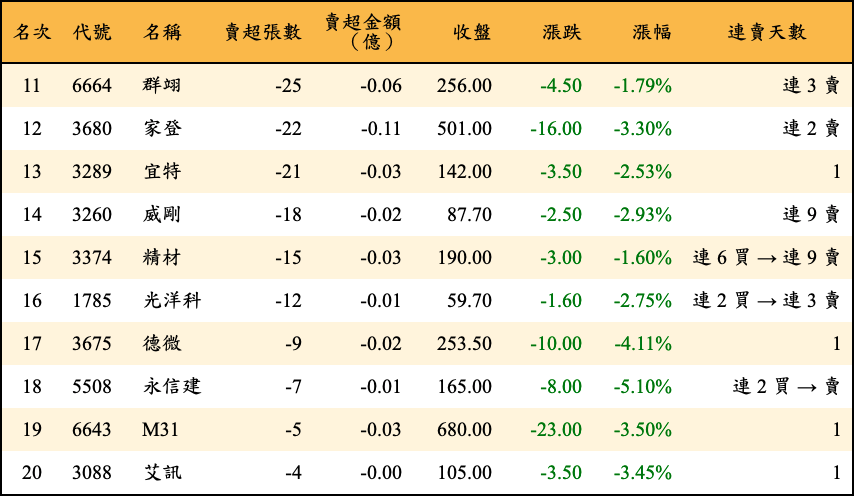 名次 代號 名稱 賣超張數 賣超金額（億） 收盤 漲跌 漲幅 連賣天數
11 6664 群翊 -25 -0.06 256.00 -4.50 -1.79% 連 3 賣
12 3680 家登 -22 -0.11 501.00 -16.00 -3.30% 連 2 賣
13 3289 宜特 -21 -0.03 142.00 -3.50 -2.53% 1
14 3260 威剛 -18 -0.02 87.70 -2.50 -2.93% 連 9 賣
15 3374 精材 -15 -0.03 190.00 -3.00 -1.60% 連 6 買 → 連 9 賣
16 1785 光洋科 -12 -0.01 59.70 -1.60 -2.75% 連 2 買 → 連 3 賣
17 3675 德微 -9 -0.02 253.50 -10.00 -4.11% 1
18 5508 永信建 -7 -0.01 165.00 -8.00 -5.10% 連 2 買 → 賣
19 6643 M31 -5 -0.03 680.00 -23.00 -3.50% 1
20 3088 艾訊 -4 -0.00 105.00 -3.50 -3.45% 1